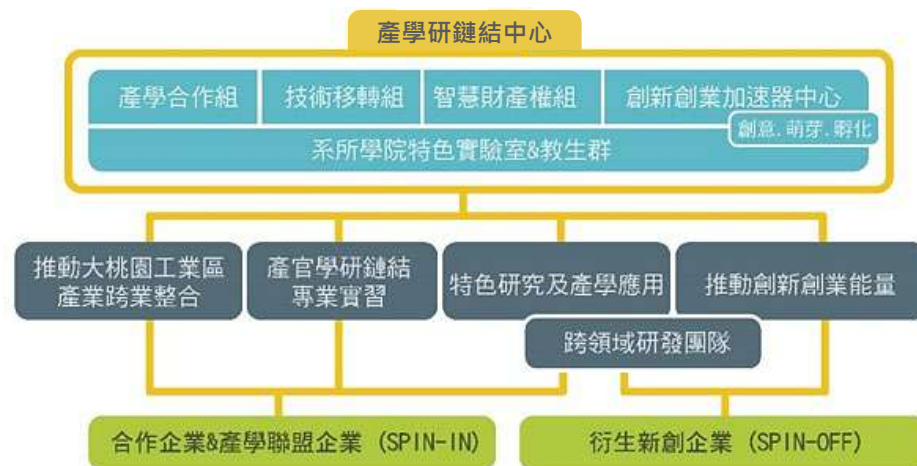 產學研鏈結中心
產學合作組
技術移轉組
智慧財產權組
創新創業加速器中心
創意.萌芽.孵化
系所學院特色實驗室&教生群
推動大桃園工業區
產業跨業整合
產官學研鏈結
專業實習
特色研究及產學應用
推動創新創業能量
跨領域研發團隊
合作企業&產學聯盟企業 (SPIN-IN)
衍生新創企業 (SPIN-OFF)